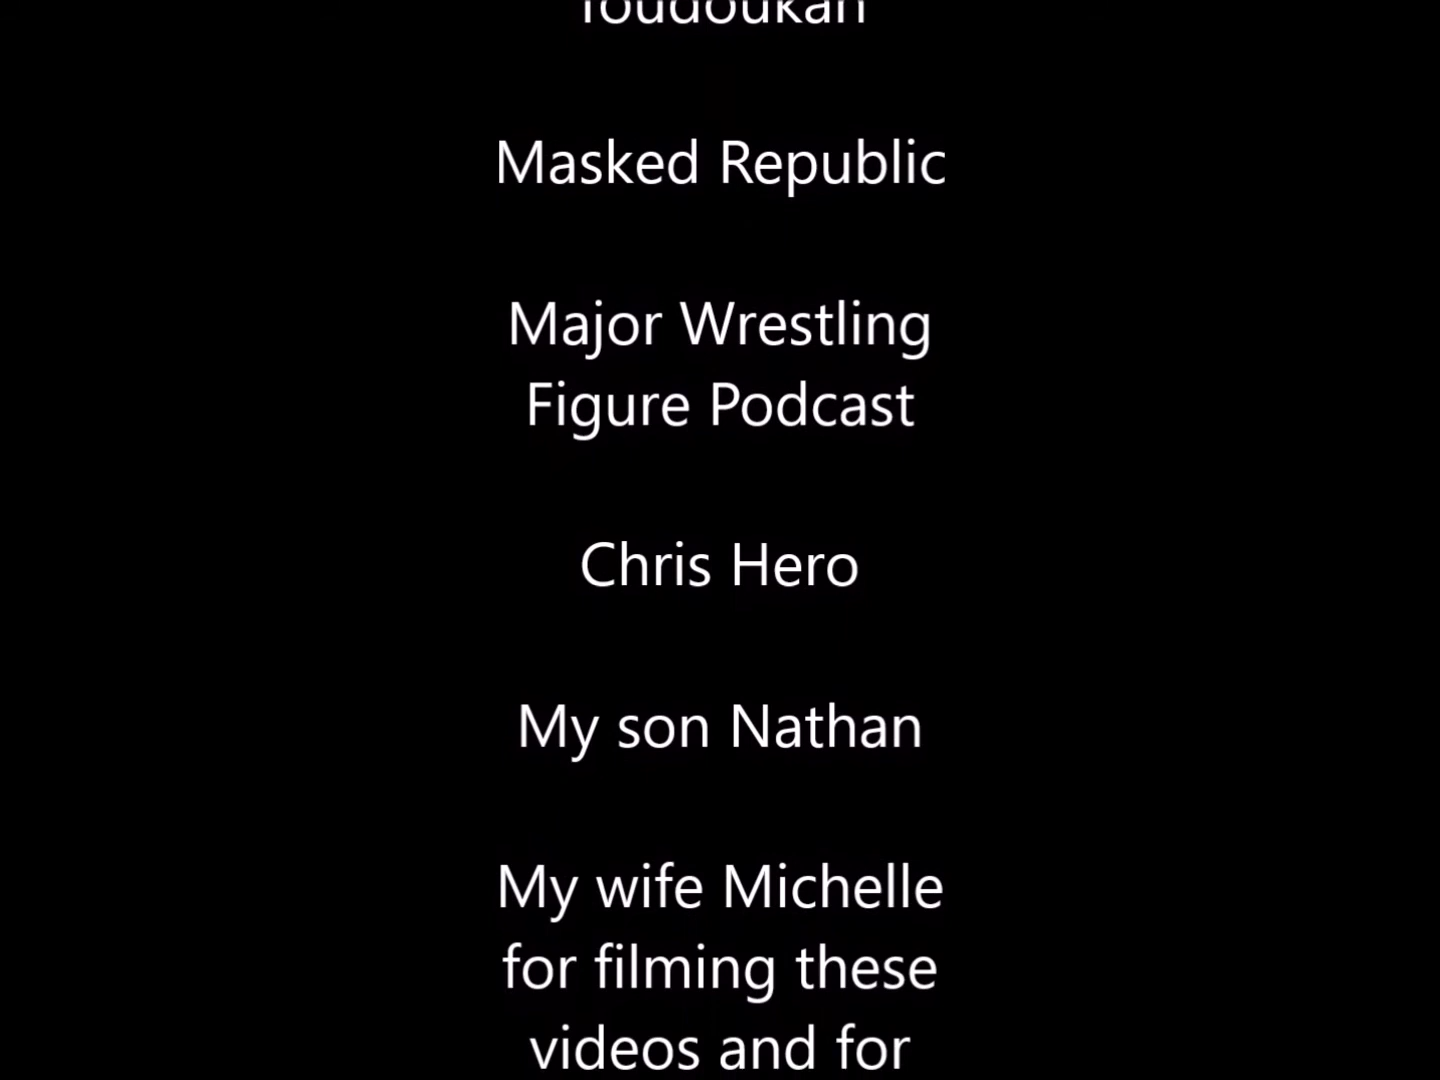 Masked Republic
Major Wrestling
Figure Podcast
Chris Hero
My son Nathan
My wife Michelle
for filming these
videos and for